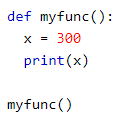 def myfunc():
  x = 300
  print(x)

myfunc()